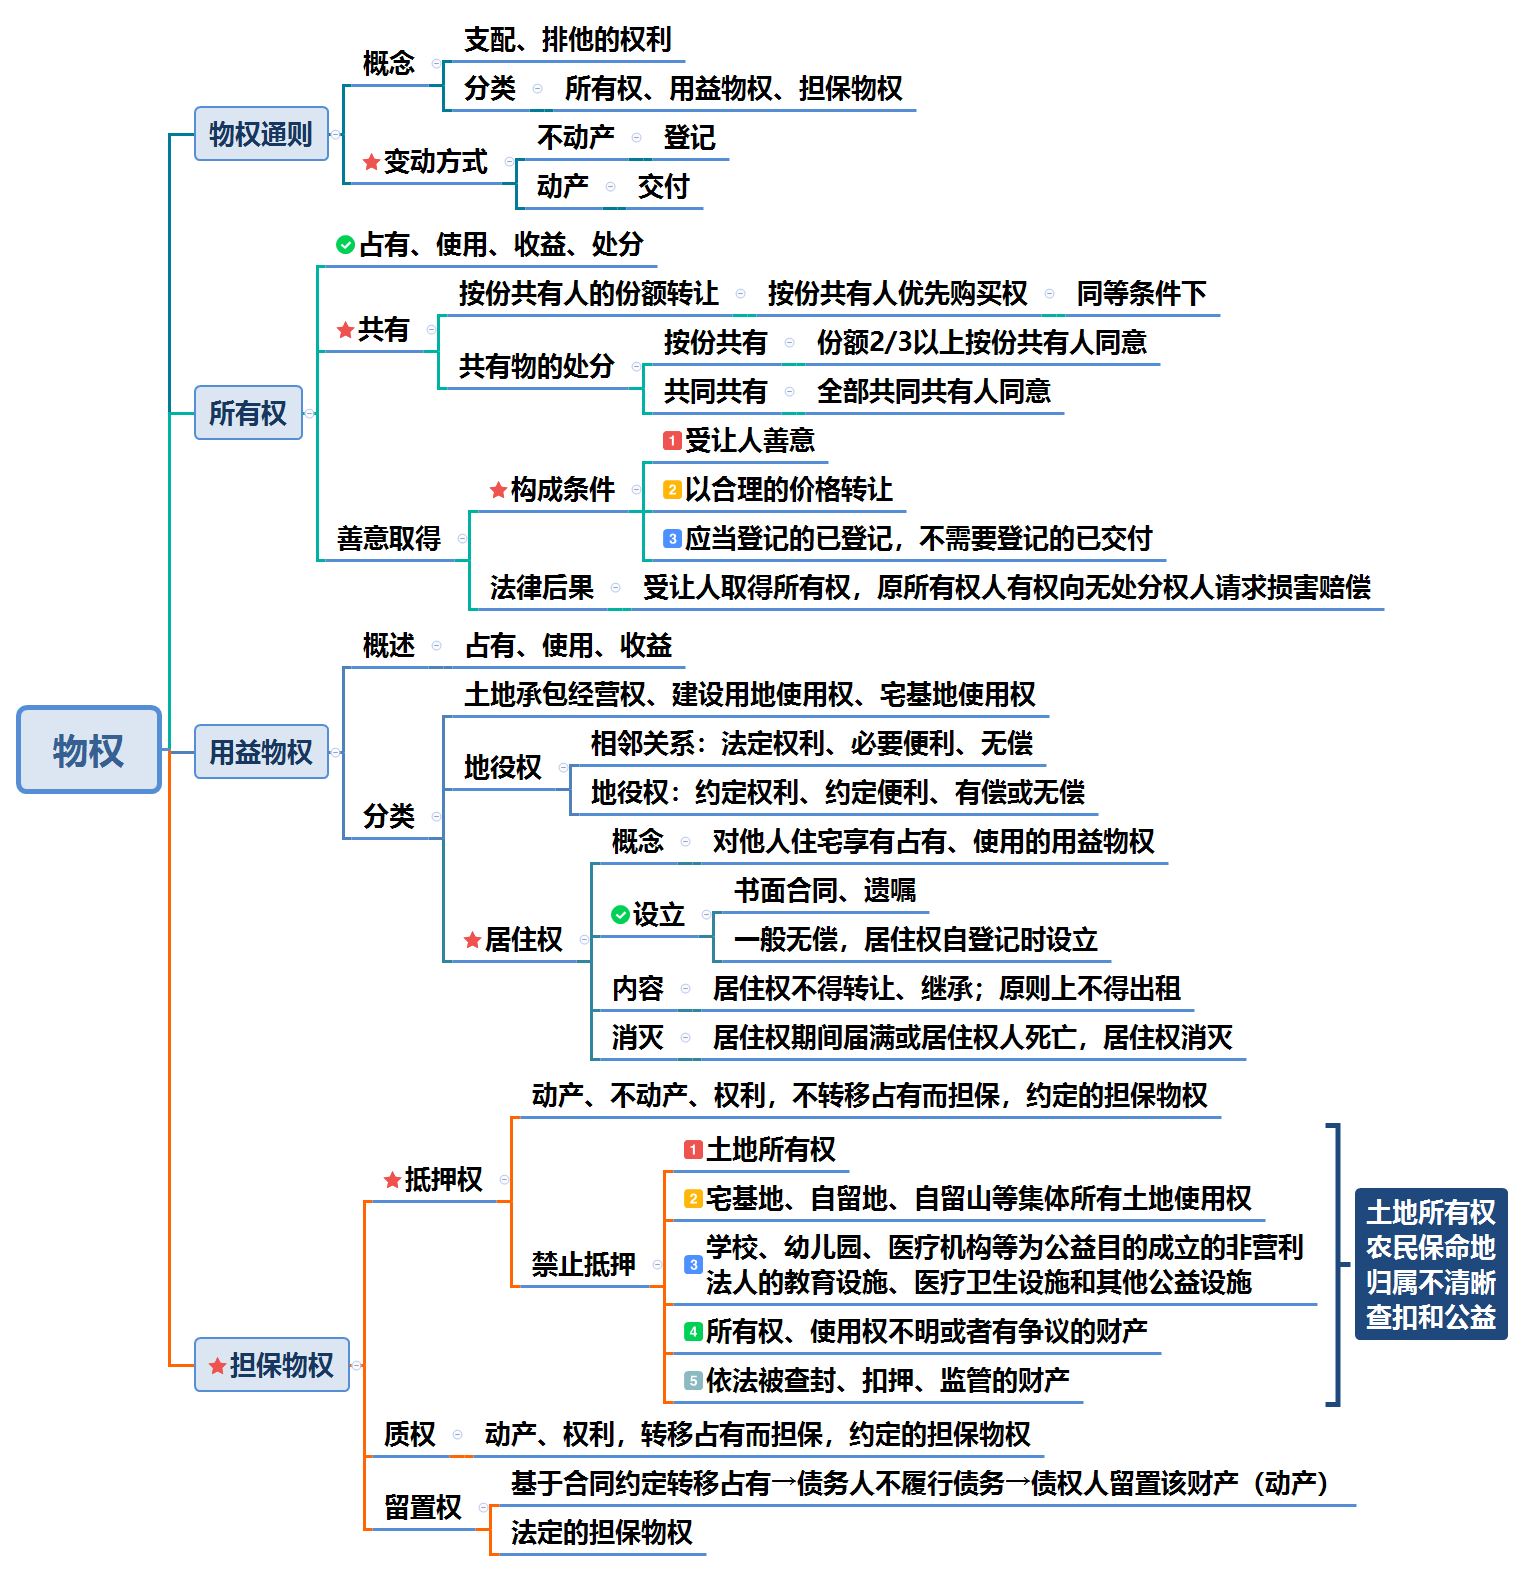 物权
物权通则
概念
支配、排他的权利
分类
所有权、用益物权、担保物权
变动方式
不动产
登记
动产
交付
所有权
占有、使用、收益、处分
共有
按份共有人的份额转让
按份共有人优先购买权
同等条件下
共有物的处分
按份共有
份额2/3以上按份共有人同意
共同共有
全部共同共有人同意
善意取得
构成条件
1 受让人善意
2 以合理的价格转让
3 应当登记的已登记，不需要登记的已交付
法律后果
受让人取得所有权，原所有权人有权向无处分权人请求损害赔偿
用益物权
概述
占有、使用、收益
分类
土地承包经营权、建设用地使用权、宅基地使用权
地役权
相邻关系：法定权利、必要便利、无偿
地役权：约定权利、约定便利、有偿或无偿
居住权
概念
对他人住宅享有占有、使用的用益物权
设立
书面合同、遗嘱
一般无偿，居住权自登记时设立
内容
居住权不得转让、继承；原则上不得出租
消灭
居住权期间届满或居住权人死亡，居住权消灭
担保物权
抵押权
动产、不动产、权利，不转移占有而担保，约定的担保物权
禁止抵押
1 土地所有权
2 宅基地、自留地、自留山等集体所有土地使用权
3 学校、幼儿园、医疗机构等为公益目的成立的非营利
法人的教育设施、医疗卫生设施和其他公益设施
4 所有权、使用权不明或者有争议的财产
5 依法被查封、扣押、监管的财产
土地所有权
农民保命地
归属不清晰
查扣和公益
质权
动产、权利，转移占有而担保，约定的担保物权
留置权
基于合同约定转移占有→债务人不履行债务→债权人留置该财产（动产）
法定的担保物权